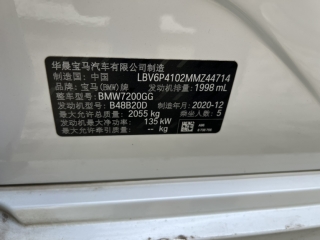 华晨宝马汽车有限公司制造
制造国：中国 LBV6P4102MMZ44714
品牌：宝马(BMW)牌 发动机排量：1998 mL
整车型号：BMW7200GG
发动机型号：B48B20D 制造年月：2020-12
最大允许总质量：2055 kg 乘坐人数：5
发动机最大净功率：135 kW
最大允许牵引质量：- kg